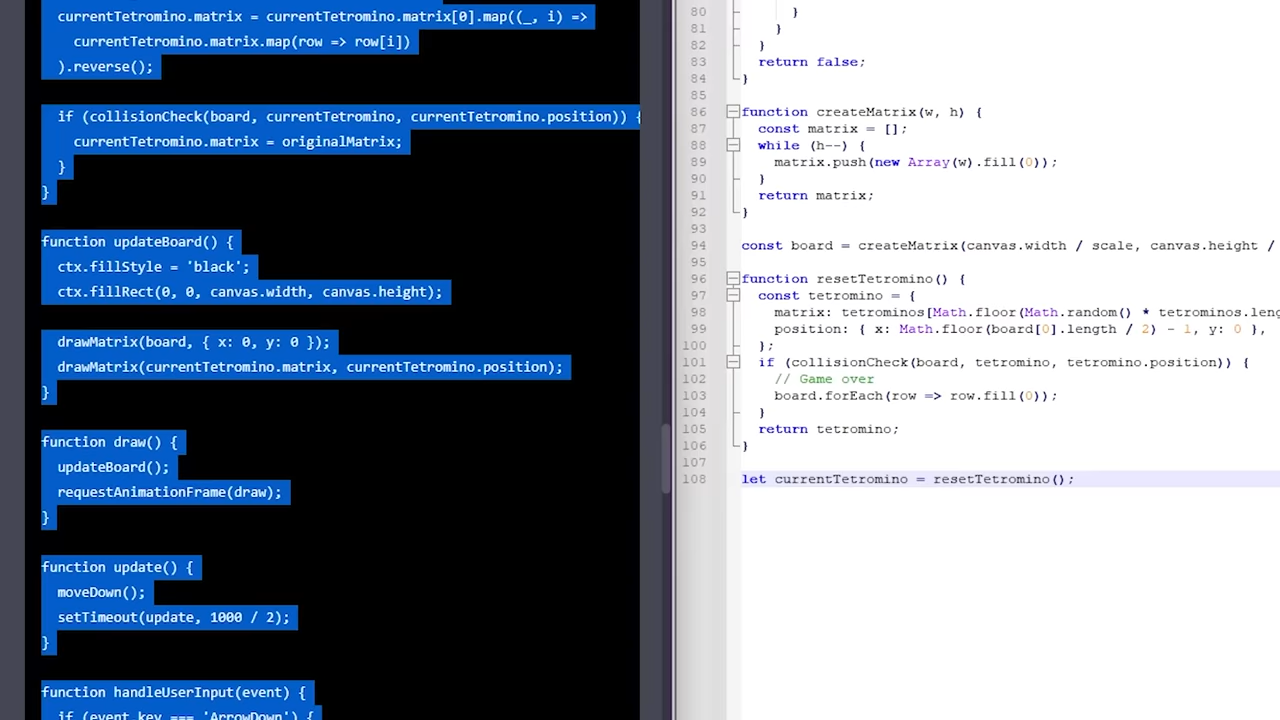 currentTetromino.matrix = currentTetromino.matrix[0].map((_, i) =>
currentTetromino.matrix.map(row => row[i])
).reverse();
if (collisionCheck(board, currentTetromino, currentTetromino.position)) {
currentTetromino.matrix = originalMatrix;
}
}
function updateBoard() {
ctx.fillStyle = 'black';
ctx.fillRect(0, 0, canvas.width, canvas.height);
drawMatrix(board, { x: 0, y: 0 });
drawMatrix(currentTetromino.matrix, currentTetromino.position);
}
function draw() {
updateBoard();
requestAnimationFrame(draw);
}
function update() {
moveDown();
setTimeout(update, 1000 / 2);
}
function handleUserInput(event) {
if (event.key === 'ArrowDown') {
80 }
81 }
82 }
83 return false;
84 }
85
86 function createMatrix(w, h) {
87 const matrix = [];
88 while (h--) {
89 matrix.push(new Array(w).fill(0));
90 }
91 return matrix;
92 }
93
94 const board = createMatrix(canvas.width / scale, canvas.height /
95
96 function resetTetromino() {
97 const tetromino = {
98 matrix: tetrominos[Math.floor(Math.random() * tetrominos.leng
99 position: { x: Math.floor(board[0].length / 2) - 1, y: 0 },
100 };
101 if (collisionCheck(board, tetromino, tetromino.position)) {
102 // Game over
103 board.forEach(row => row.fill(0));
104 }
105 return tetromino;
106 }
107
108 let currentTetromino = resetTetromino();